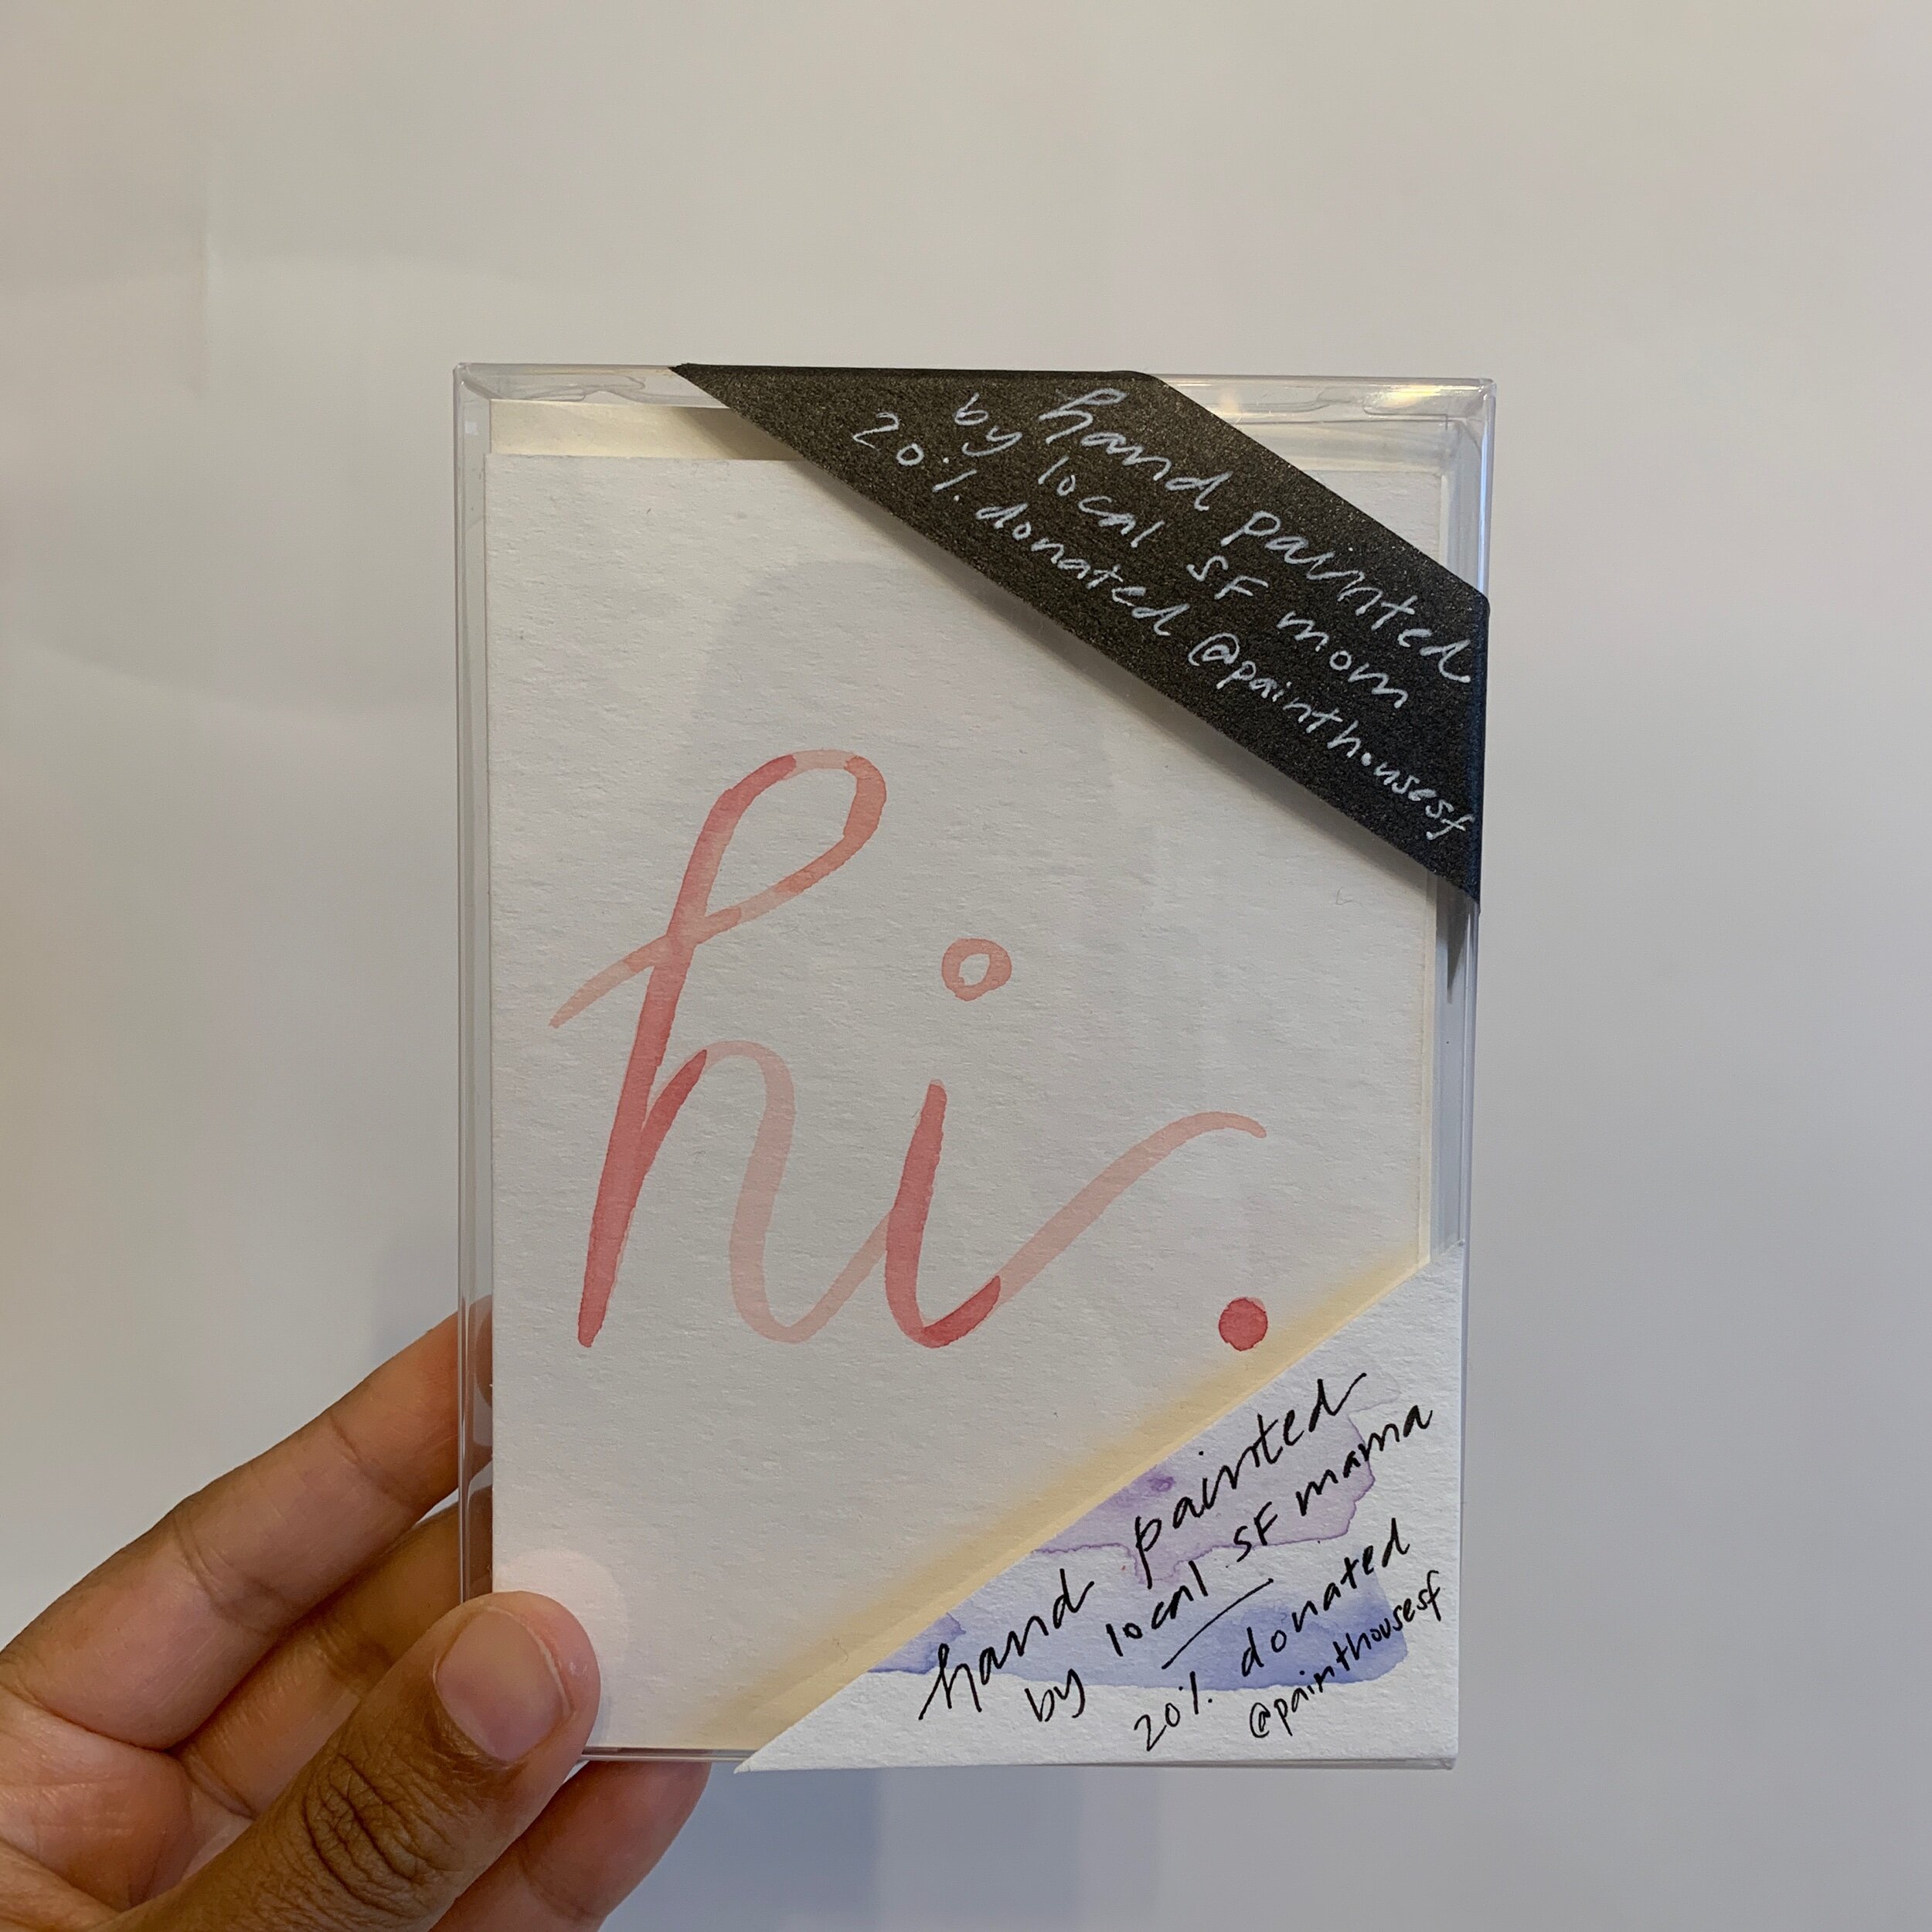 hand painted
by local SF mom
20% donated @painthousesf
hi.
hand painted
by local SF mama
20% donated
@painthousesf